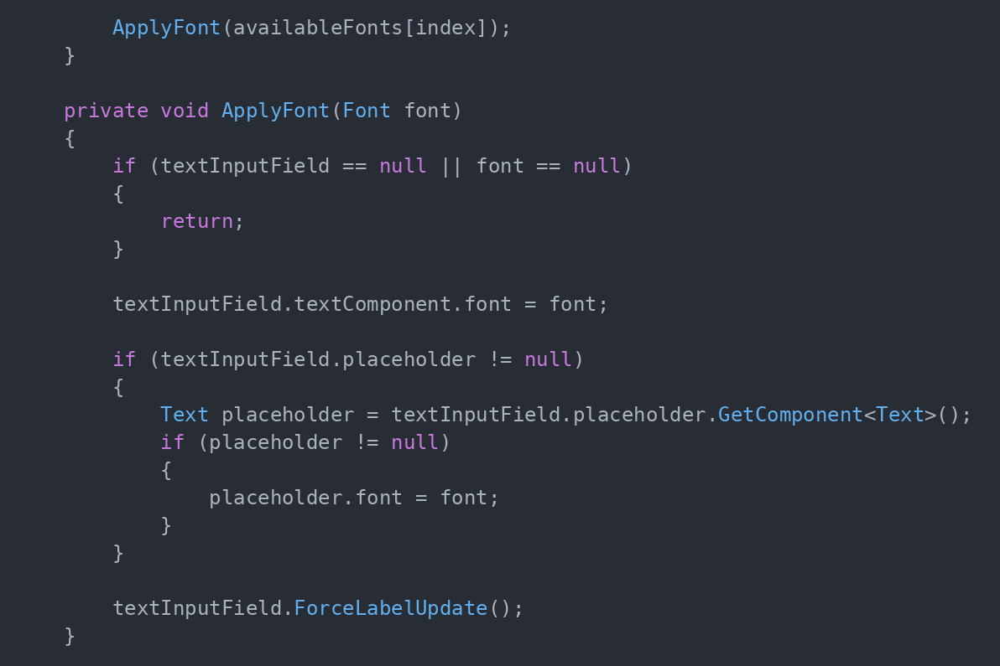 ApplyFont(availableFonts[index]);
    }

    private void ApplyFont(Font font)
    {
        if (textInputField == null || font == null)
        {
            return;
        }

        textInputField.textComponent.font = font;

        if (textInputField.placeholder != null)
        {
            Text placeholder = textInputField.placeholder.GetComponent<Text>();
            if (placeholder != null)
            {
                placeholder.font = font;
            }
        }

        textInputField.ForceLabelUpdate();
    }